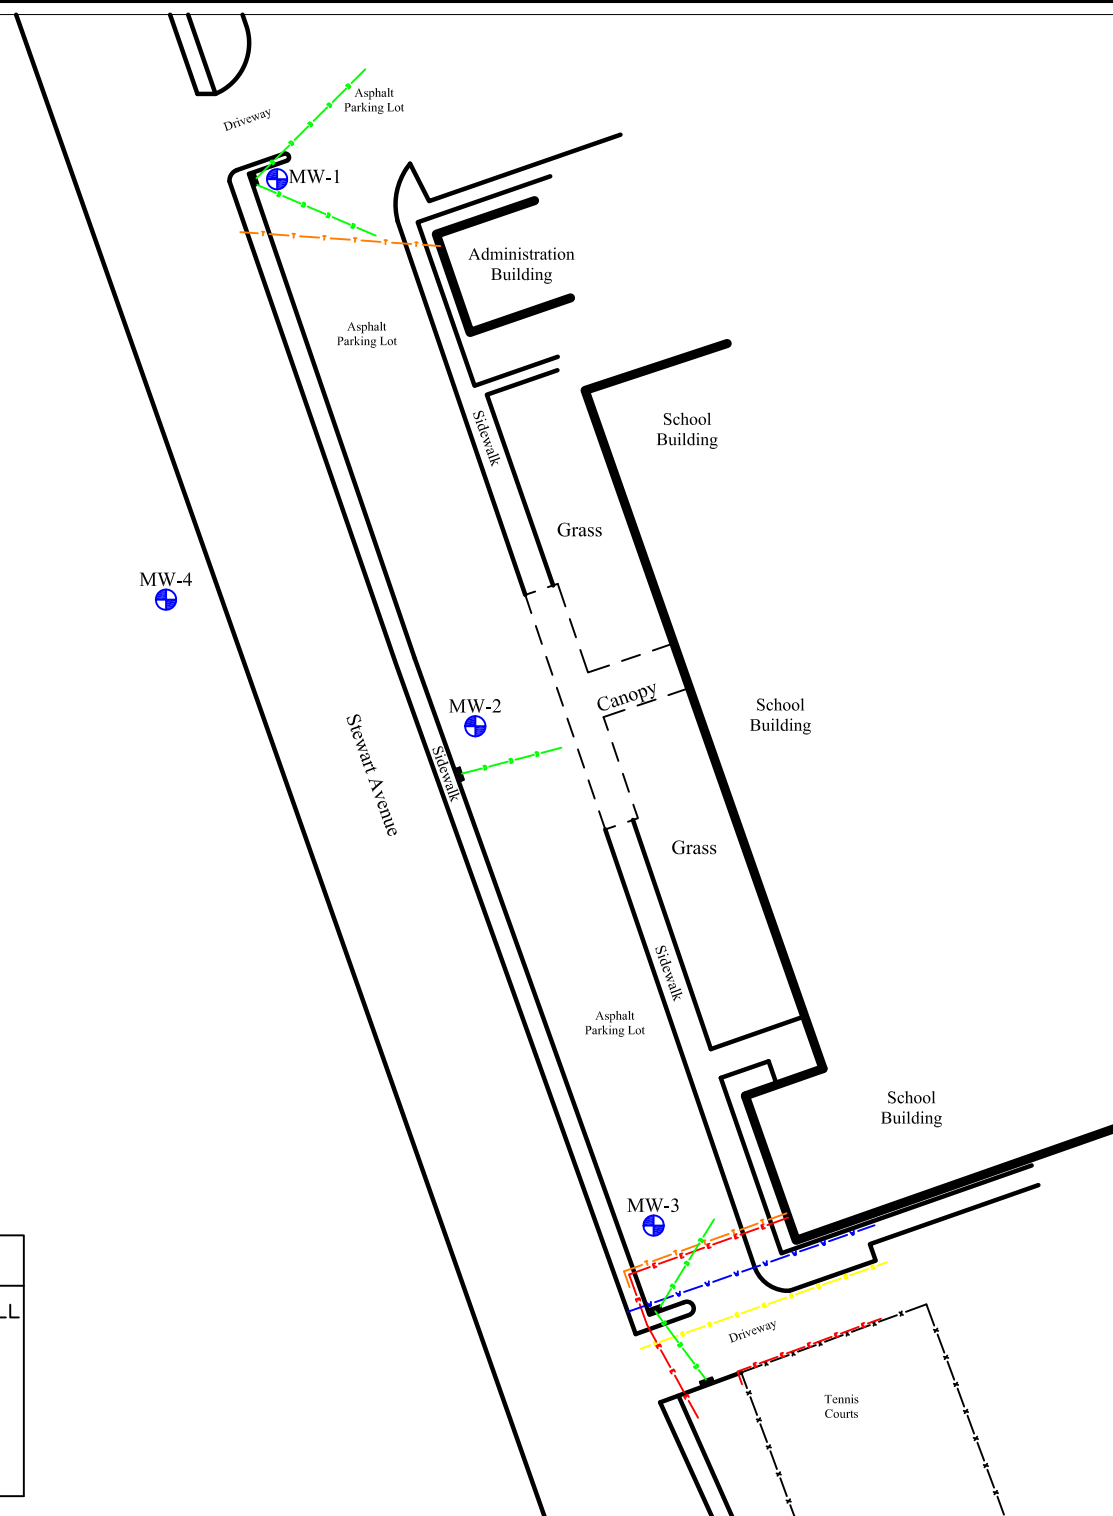 Driveway
Asphalt
Parking Lot
MW-1
Administration
Building
Asphalt
Parking Lot
Sidewalk
School
Building
Grass
MW-4
Canopy
MW-2
School
Building
Stewart Avenue
Sidewalk
Grass
Sidewalk
Asphalt
Parking Lot
School
Building
MW-3
Driveway
Tennis
Courts